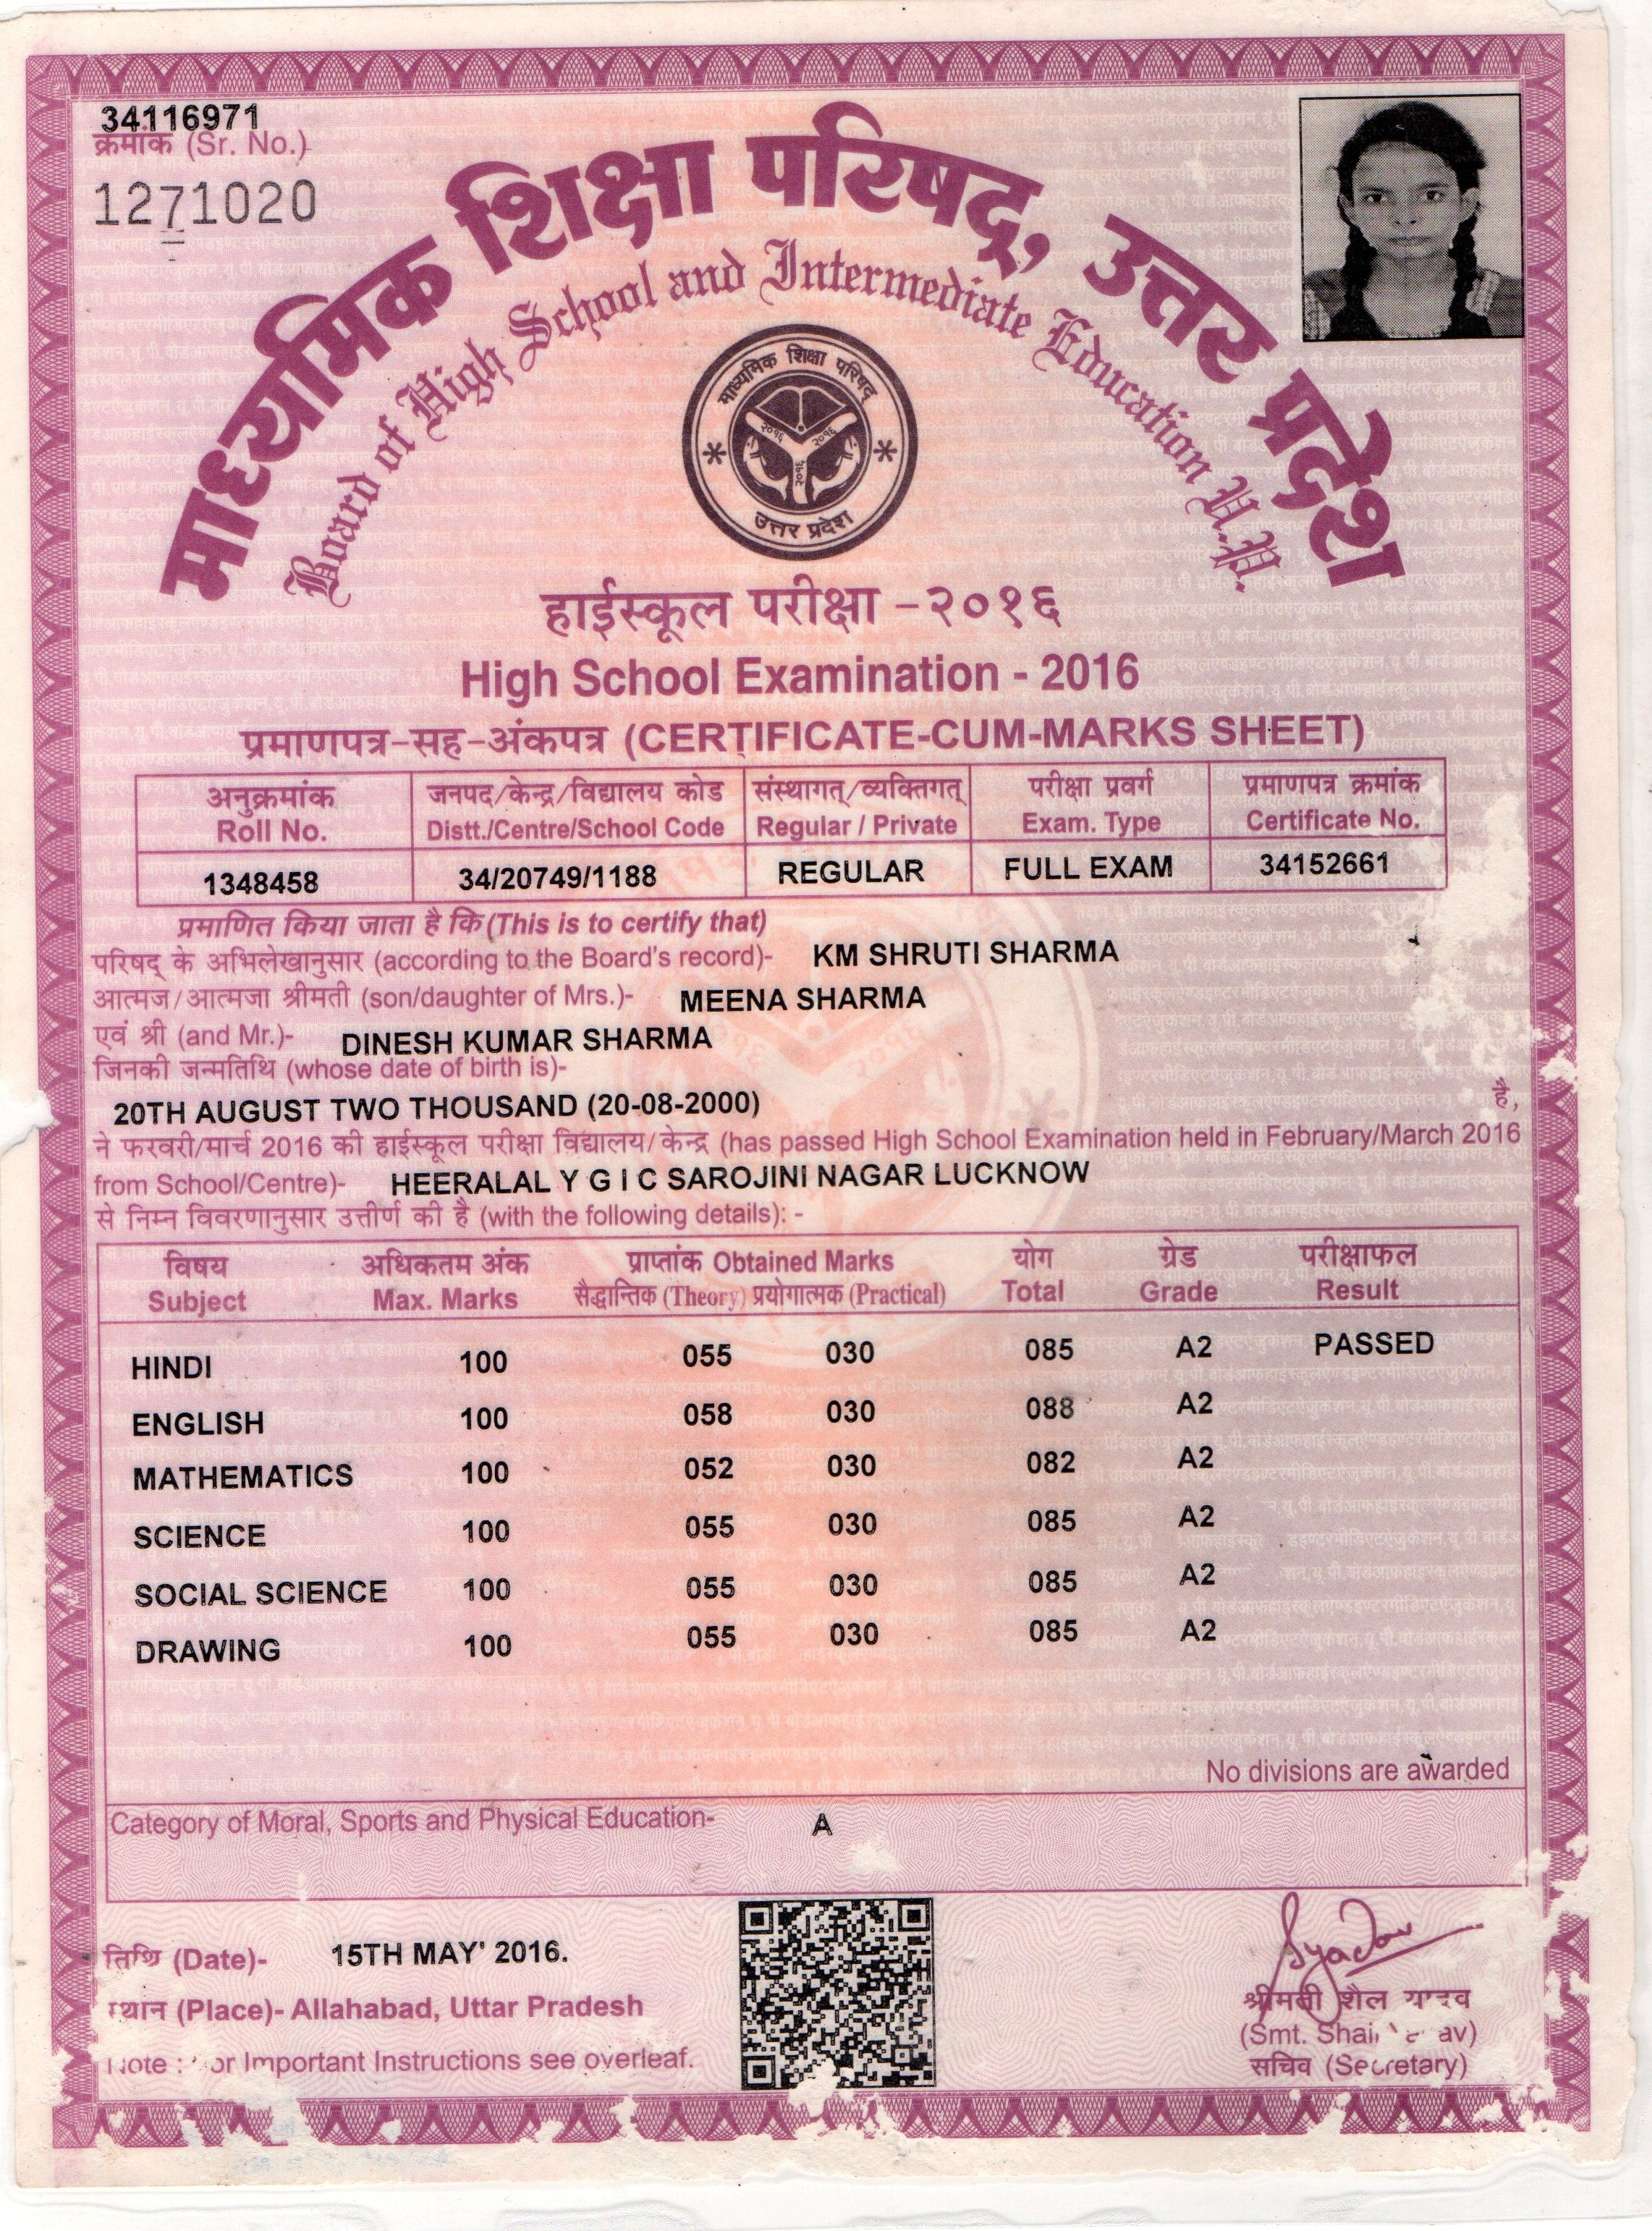 34116971
क्रमांक (Sr. No.)
1271020
माध्यमिक शिक्षा परिषद्, उत्तर प्रदेश
Board of High School and Intermediate Education U.P.
माध्यमिक शिक्षा परिषद्
२०१६ २०१६
२०१६
उत्तर प्रदेश
हाईस्कूल परीक्षा -२०१६
High School Examination - 2016
प्रमाणपत्र-सह-अंकपत्र (CERTIFICATE-CUM-MARKS SHEET)
अनुक्रमांक जनपद/केन्द्र/विद्यालय कोड संस्थागत्/व्यक्तिगत् परीक्षा प्रवर्ग प्रमाणपत्र क्रमांक
Roll No. Distt./Centre/School Code Regular / Private Exam. Type Certificate No.
1348458 34/20749/1188 REGULAR FULL EXAM 34152661
प्रमाणित किया जाता है कि (This is to certify that)
परिषद् के अभिलेखानुसार (according to the Board's record)- KM SHRUTI SHARMA
आत्मज/आत्मजा श्रीमती (son/daughter of Mrs.)- MEENA SHARMA
एवं श्री (and Mr.)- DINESH KUMAR SHARMA
जिनकी जन्मतिथि (whose date of birth is)-
20TH AUGUST TWO THOUSAND (20-08-2000) है,
ने फरवरी/मार्च 2016 की हाईस्कूल परीक्षा विद्यालय/केन्द्र (has passed High School Examination held in February/March 2016
from School/Centre)- HEERALAL Y G I C SAROJINI NAGAR LUCKNOW
से निम्न विवरणानुसार उत्तीर्ण की है (with the following details): -
विषय अधिकतम अंक प्राप्तांक Obtained Marks योग ग्रेड परीक्षाफल
Subject Max. Marks सैद्धान्तिक (Theory) प्रयोगात्मक (Practical) Total Grade Result
HINDI 100 055 030 085 A2 PASSED
ENGLISH 100 058 030 088 A2
MATHEMATICS 100 052 030 082 A2
SCIENCE 100 055 030 085 A2
SOCIAL SCIENCE 100 055 030 085 A2
DRAWING 100 055 030 085 A2
No divisions are awarded
Category of Moral, Sports and Physical Education- A
तिथि (Date)- 15TH MAY' 2016.
स्थान (Place)- Allahabad, Uttar Pradesh
Important Instructions see overleaf.
Syadav
श्रीमती शैल यादव
(Smt.
सचिव (Secretary)